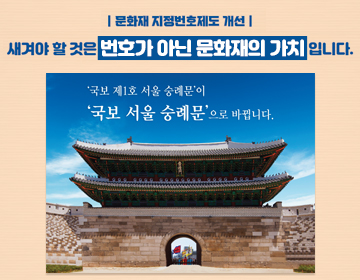 | 문화재 지정번호제도 개선 |
새겨야 할 것은 번호가 아닌 문화재의 가치입니다.
‘국보 제1호 서울 숭례문’이
‘국보 서울 숭례문’으로 바뀝니다.